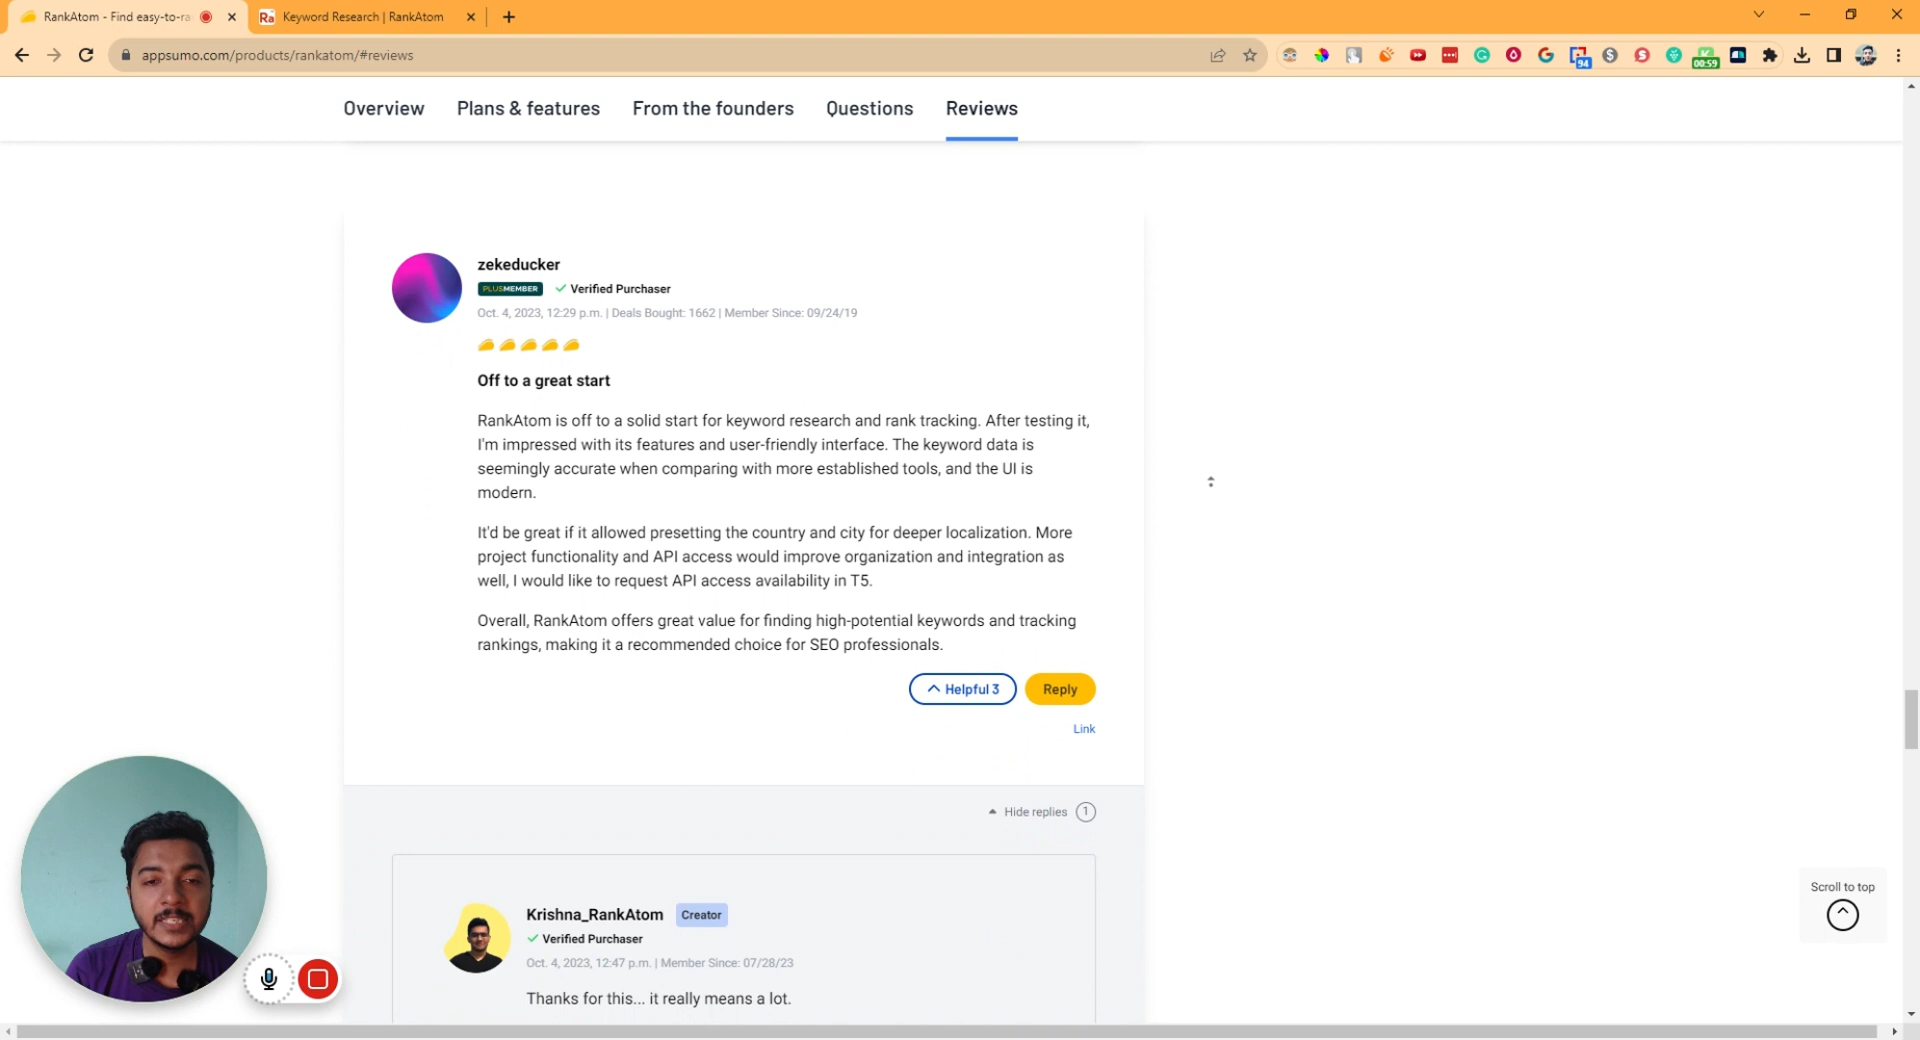 RankAtom - Find easy-to-ra
Ra Keyword Research | RankAtom
appsumo.com/products/rankatom/#reviews
94
00:59
Overview Plans & features From the founders Questions Reviews
zekeducker
PLUSMEMBER Verified Purchaser
Oct. 4, 2023, 12:29 p.m. | Deals Bought: 1662 | Member Since: 09/24/19
Off to a great start
RankAtom is off to a solid start for keyword research and rank tracking. After testing it,
I'm impressed with its features and user-friendly interface. The keyword data is
seemingly accurate when comparing with more established tools, and the UI is
modern.
It'd be great if it allowed presetting the country and city for deeper localization. More
project functionality and API access would improve organization and integration as
well, I would like to request API access availability in T5.
Overall, RankAtom offers great value for finding high-potential keywords and tracking
rankings, making it a recommended choice for SEO professionals.
Helpful 3 Reply
Link
Hide replies 1
Krishna_RankAtom Creator
Verified Purchaser
Oct. 4, 2023, 12:47 p.m. | Member Since: 07/28/23
Thanks for this... it really means a lot.
Scroll to top